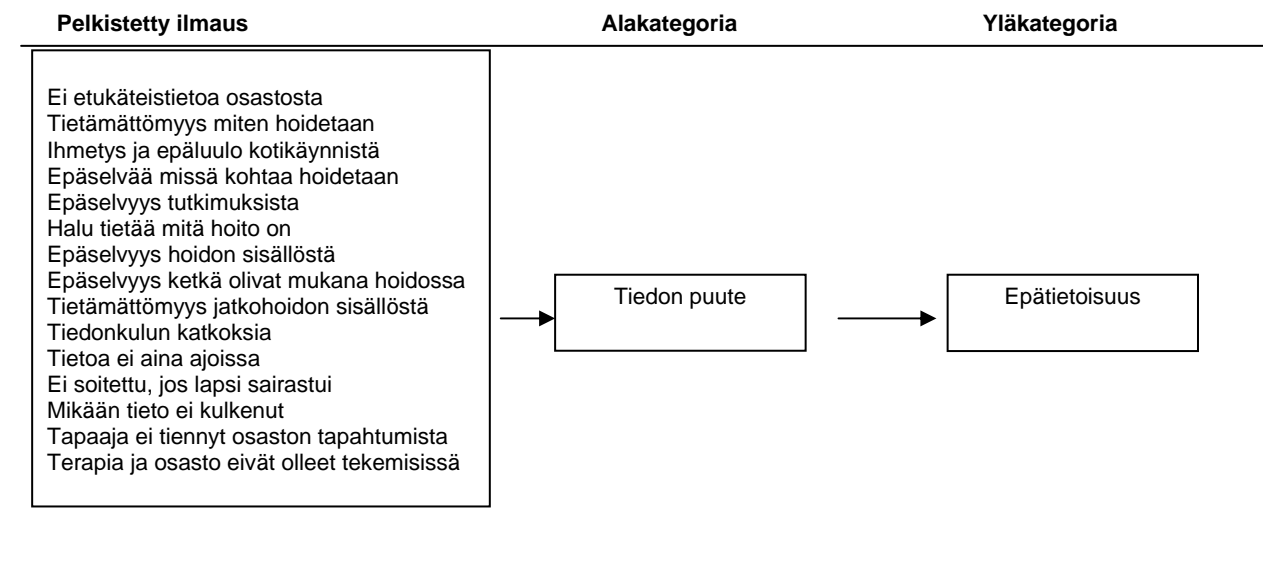 Pelkistetty ilmaus Alakategoria Yläkategoria
Ei etukäteistietoa osastosta
Tietämättömyys miten hoidetaan
Ihmetys ja epäluulo kotikäynnistä
Epäselvää missä kohtaa hoidetaan
Epäselvyys tutkimuksista
Halu tietää mitä hoito on
Epäselvyys hoidon sisällöstä
Epäselvyys ketkä olivat mukana hoidossa
Tietämättömyys jatkohoidon sisällöstä
Tiedonkulun katkoksia
Tietoa ei aina ajoissa
Ei soitettu, jos lapsi sairastui
Mikään tieto ei kulkenut
Tapaaja ei tiennyt osaston tapahtumista
Terapia ja osasto eivät olleet tekemisissä
Tiedon puute
Epätietoisuus